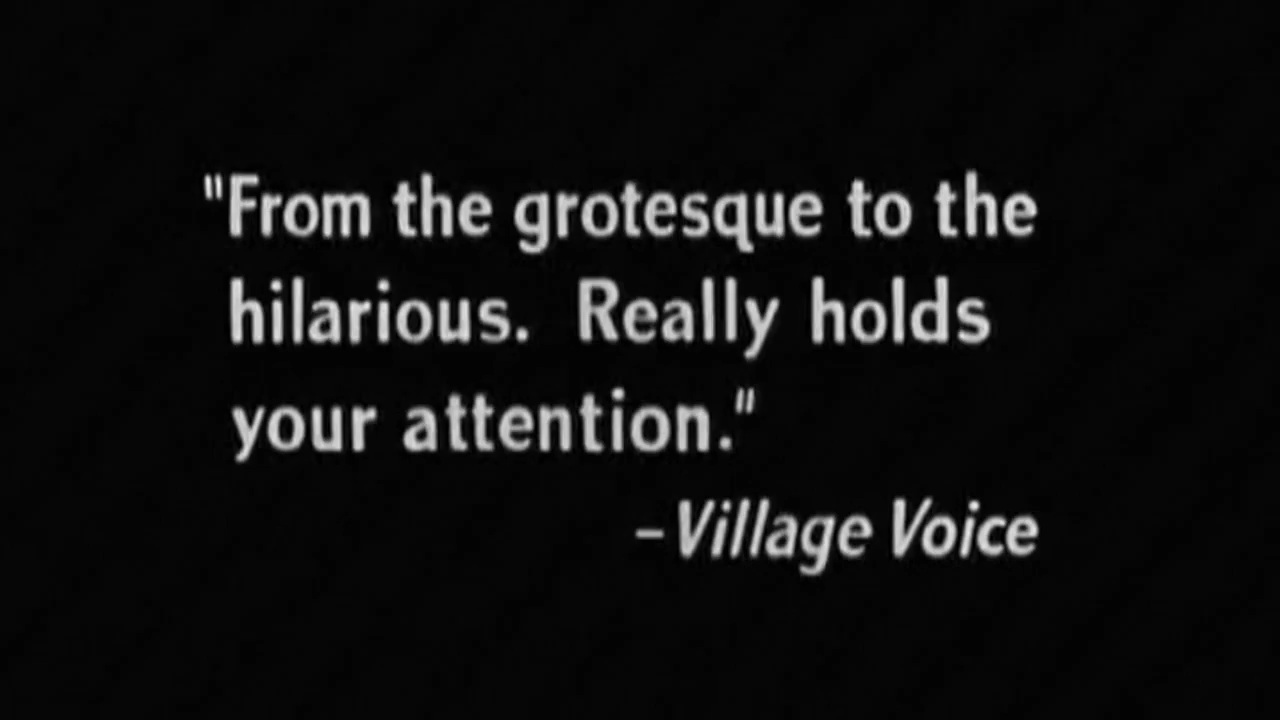 "From the grotesque to the
hilarious.  Really holds
your attention."
– Village Voice